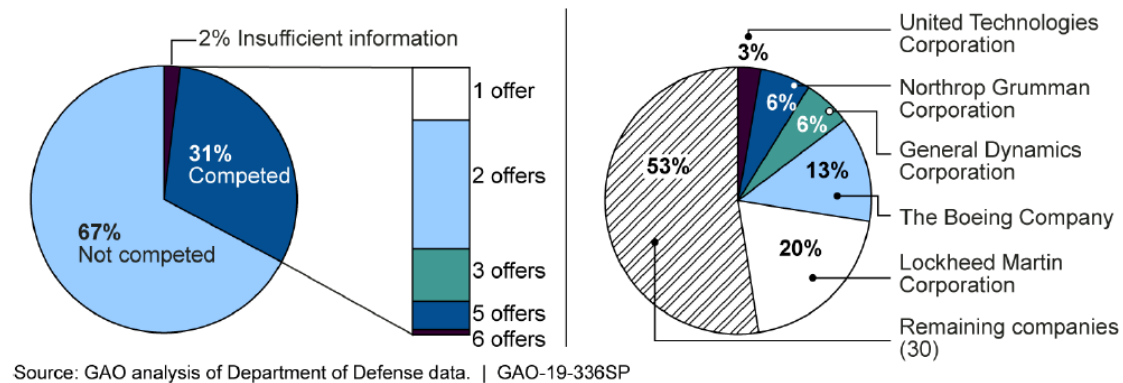 2% Insufficient information
31%
Competed
67%
Not competed
1 offer
2 offers
3 offers
5 offers
6 offers
3%
6%
6%
13%
20%
53%
United Technologies
Corporation
Northrop Grumman
Corporation
General Dynamics
Corporation
The Boeing Company
Lockheed Martin
Corporation
Remaining companies
(30)
Source: GAO analysis of Department of Defense data. | GAO-19-336SP